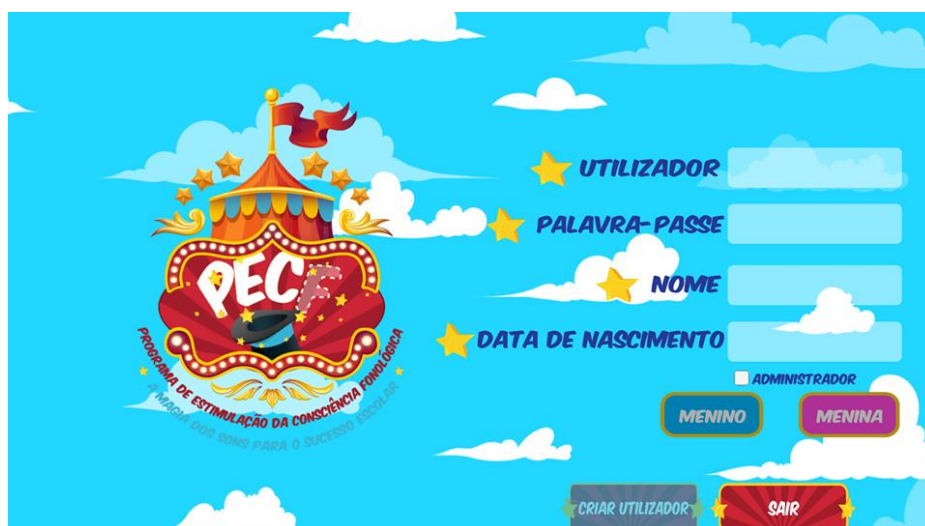 PECF
PROGRAMA DE ESTIMULAÇÃO DA CONSCIÊNCIA FONOLÓGICA
A MAGIA DOS SONS PARA O SUCESSO ESCOLAR
UTILIZADOR
PALAVRA-PASSE
NOME
DATA DE NASCIMENTO
ADMINISTRADOR
MENINO
MENINA
CRIAR UTILIZADOR
SAIR